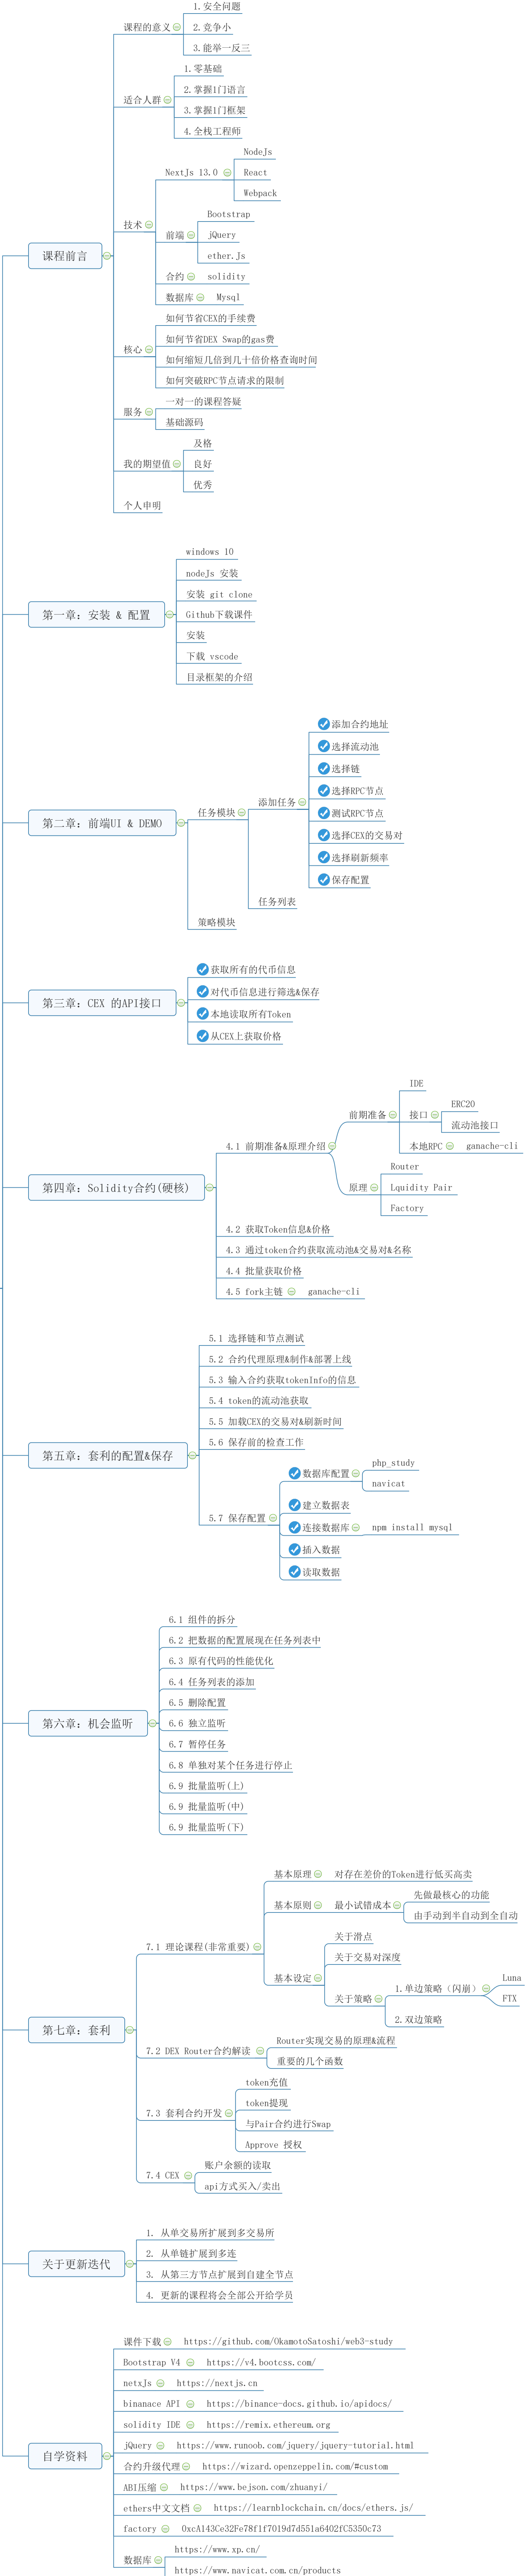 课程前言
课程的意义
1.安全问题
2.竞争小
3.能举一反三
适合人群
1.零基础
2.掌握1门语言
3.掌握1门框架
4.全栈工程师
技术
NextJs 13.0
NodeJs
React
Webpack
前端
Bootstrap
jQuery
ether.Js
合约
solidity
数据库
Mysql
核心
如何节省CEX的手续费
如何节省DEX Swap的gas费
如何缩短几倍到几十倍价格查询时间
如何突破RPC节点请求的限制
服务
一对一的课程答疑
基础源码
我的期望值
及格
良好
优秀
个人申明
第一章：安装 & 配置
windows 10
nodeJs 安装
安装 git clone
Github下载课件
安装
下载 vscode
目录框架的介绍
第二章：前端UI & DEMO
任务模块
添加任务
添加合约地址
选择流动池
选择链
选择RPC节点
测试RPC节点
选择CEX的交易对
选择刷新频率
保存配置
任务列表
策略模块
第三章：CEX 的API接口
获取所有的代币信息
对代币信息进行筛选&保存
本地读取所有Token
从CEX上获取价格
第四章：Solidity合约(硬核)
4.1 前期准备&原理介绍
前期准备
IDE
接口
ERC20
流动池接口
本地RPC
ganache-cli
原理
Router
Lquidity Pair
Factory
4.2 获取Token信息&价格
4.3 通过token合约获取流动池&交易对&名称
4.4 批量获取价格
4.5 fork主链
ganache-cli
第五章：套利的配置&保存
5.1 选择链和节点测试
5.2 合约代理原理&制作&部署上线
5.3 输入合约获取tokenInfo的信息
5.4 token的流动池获取
5.5 加载CEX的交易对&刷新时间
5.6 保存前的检查工作
5.7 保存配置
数据库配置
php_study
navicat
建立数据表
连接数据库
npm install mysql
插入数据
读取数据
第六章：机会监听
6.1 组件的拆分
6.2 把数据的配置展现在任务列表中
6.3 原有代码的性能优化
6.4 任务列表的添加
6.5 删除配置
6.6 独立监听
6.7 暂停任务
6.8 单独对某个任务进行停止
6.9 批量监听(上)
6.9 批量监听(中)
6.9 批量监听(下)
第七章：套利
7.1 理论课程(非常重要)
基本原理
对存在差价的Token进行低买高卖
基本原则
最小试错成本
先做最核心的功能
由手动到半自动到全自动
基本设定
关于滑点
关于交易对深度
关于策略
1.单边策略（闪崩）
Luna
FTX
2.双边策略
7.2 DEX Router合约解读
Router实现交易的原理&流程
重要的几个函数
7.3 套利合约开发
token充值
token提现
与Pair合约进行Swap
Approve 授权
7.4 CEX
账户余额的读取
api方式买入/卖出
关于更新迭代
1. 从单交易所扩展到多交易所
2. 从单链扩展到多连
3. 从第三方节点扩展到自建全节点
4. 更新的课程将会全部公开给学员
自学资料
课件下载
https://github.com/OkamotoSatoshi/web3-study
Bootstrap V4
https://v4.bootcss.com/
netxJs
https://nextjs.cn
binanace API
https://binance-docs.github.io/apidocs/
solidity IDE
https://remix.ethereum.org
jQuery
https://www.runoob.com/jquery/jquery-tutorial.html
合约升级代理
https://wizard.openzeppelin.com/#custom
ABI压缩
https://www.bejson.com/zhuanyi/
ethers中文文档
https://learnblockchain.cn/docs/ethers.js/
factory
0xcA143Ce32Fe78f1f7019d7d551a6402fC5350c73
数据库
https://www.xp.cn/
https://www.navicat.com.cn/products